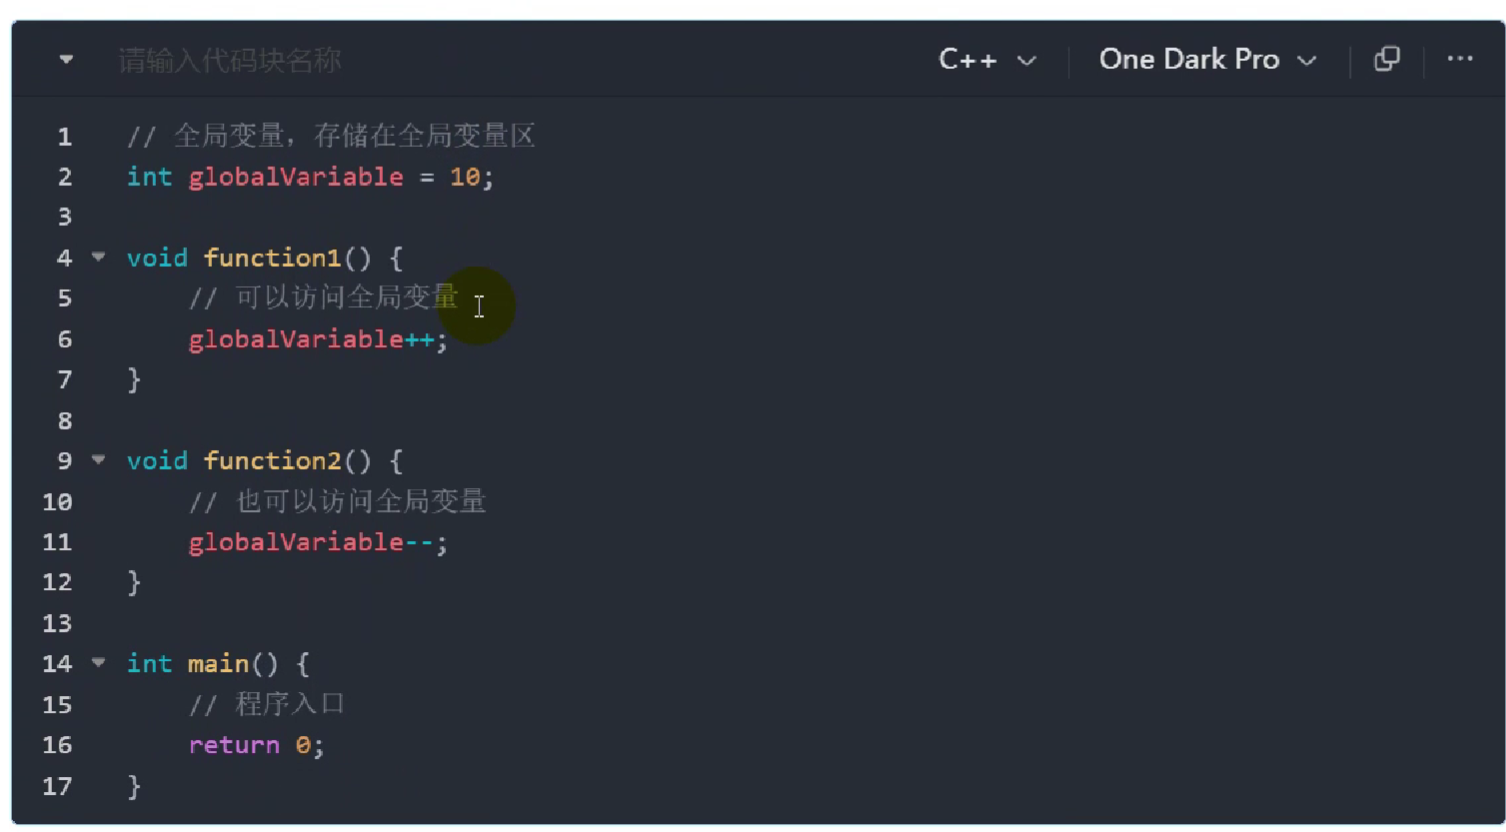 请输入代码块名称 C++ One Dark Pro
1 // 全局变量，存储在全局变量区
2 int globalVariable = 10;
3
4 void function1() {
5     // 可以访问全局变量
6     globalVariable++;
7 }
8
9 void function2() {
10     // 也可以访问全局变量
11     globalVariable--;
12 }
13
14 int main() {
15     // 程序入口
16     return 0;
17 }